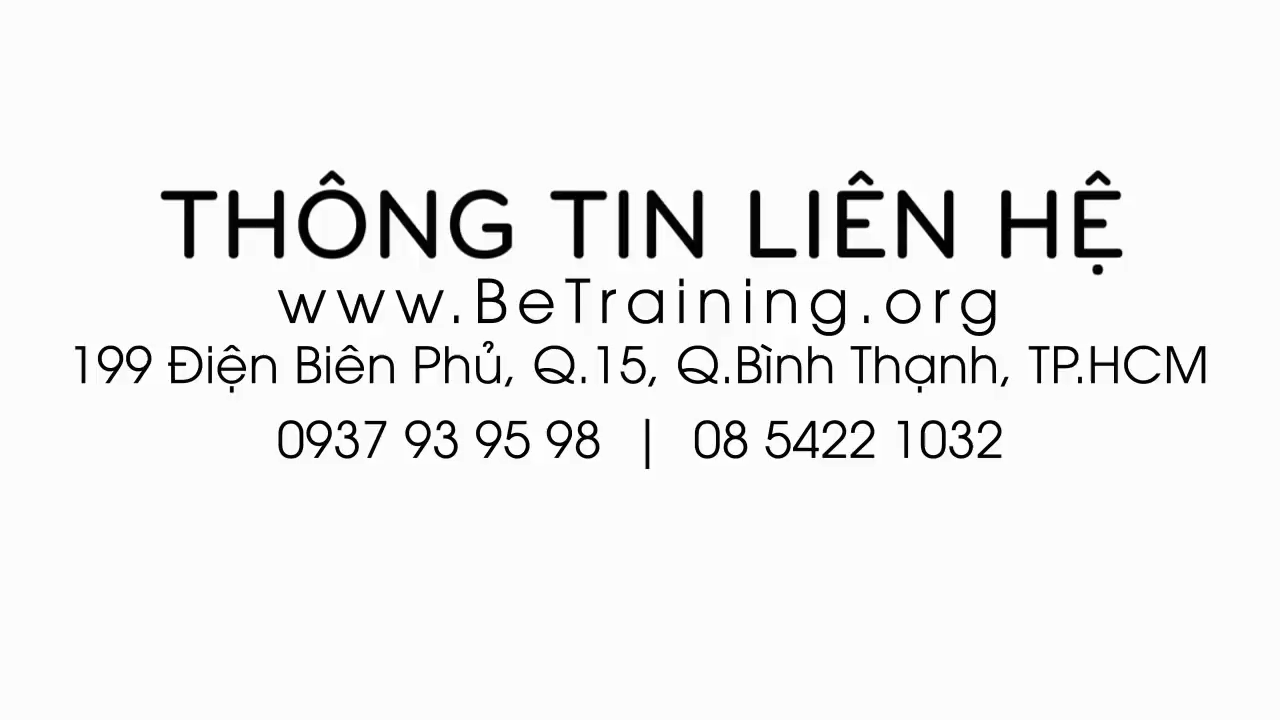 THÔNG TIN LIÊN HỆ
www.BeTraining.org
199 Điện Biên Phủ, Q.15, Q.Bình Thạnh, TP.HCM
0937 93 95 98 | 08 5422 1032